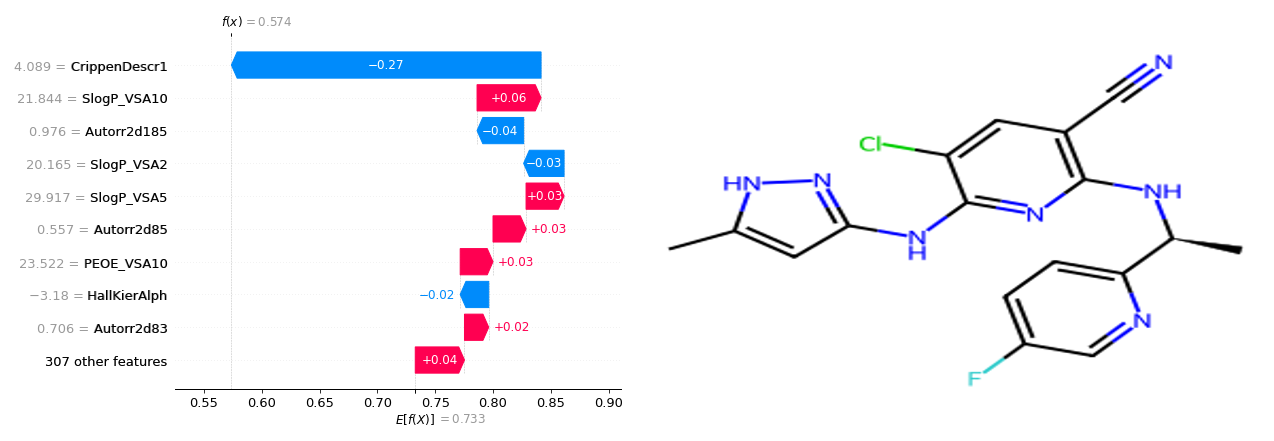 f(x) = 0.574
4.089 = CrippenDescr1
−0.27
21.844 = SlogP_VSA10
+0.06
0.976 = Autorr2d185
−0.04
20.165 = SlogP_VSA2
−0.03
29.917 = SlogP_VSA5
+0.03
0.557 = Autorr2d85
+0.03
23.522 = PEOE_VSA10
+0.03
−3.18 = HallKierAlph
−0.02
0.706 = Autorr2d83
+0.02
307 other features
+0.04
0.55 0.60 0.65 0.70 0.75 0.80 0.85 0.90
E[f(X)] = 0.733
N
Cl
HN
N
N
NH
N
H
N
F